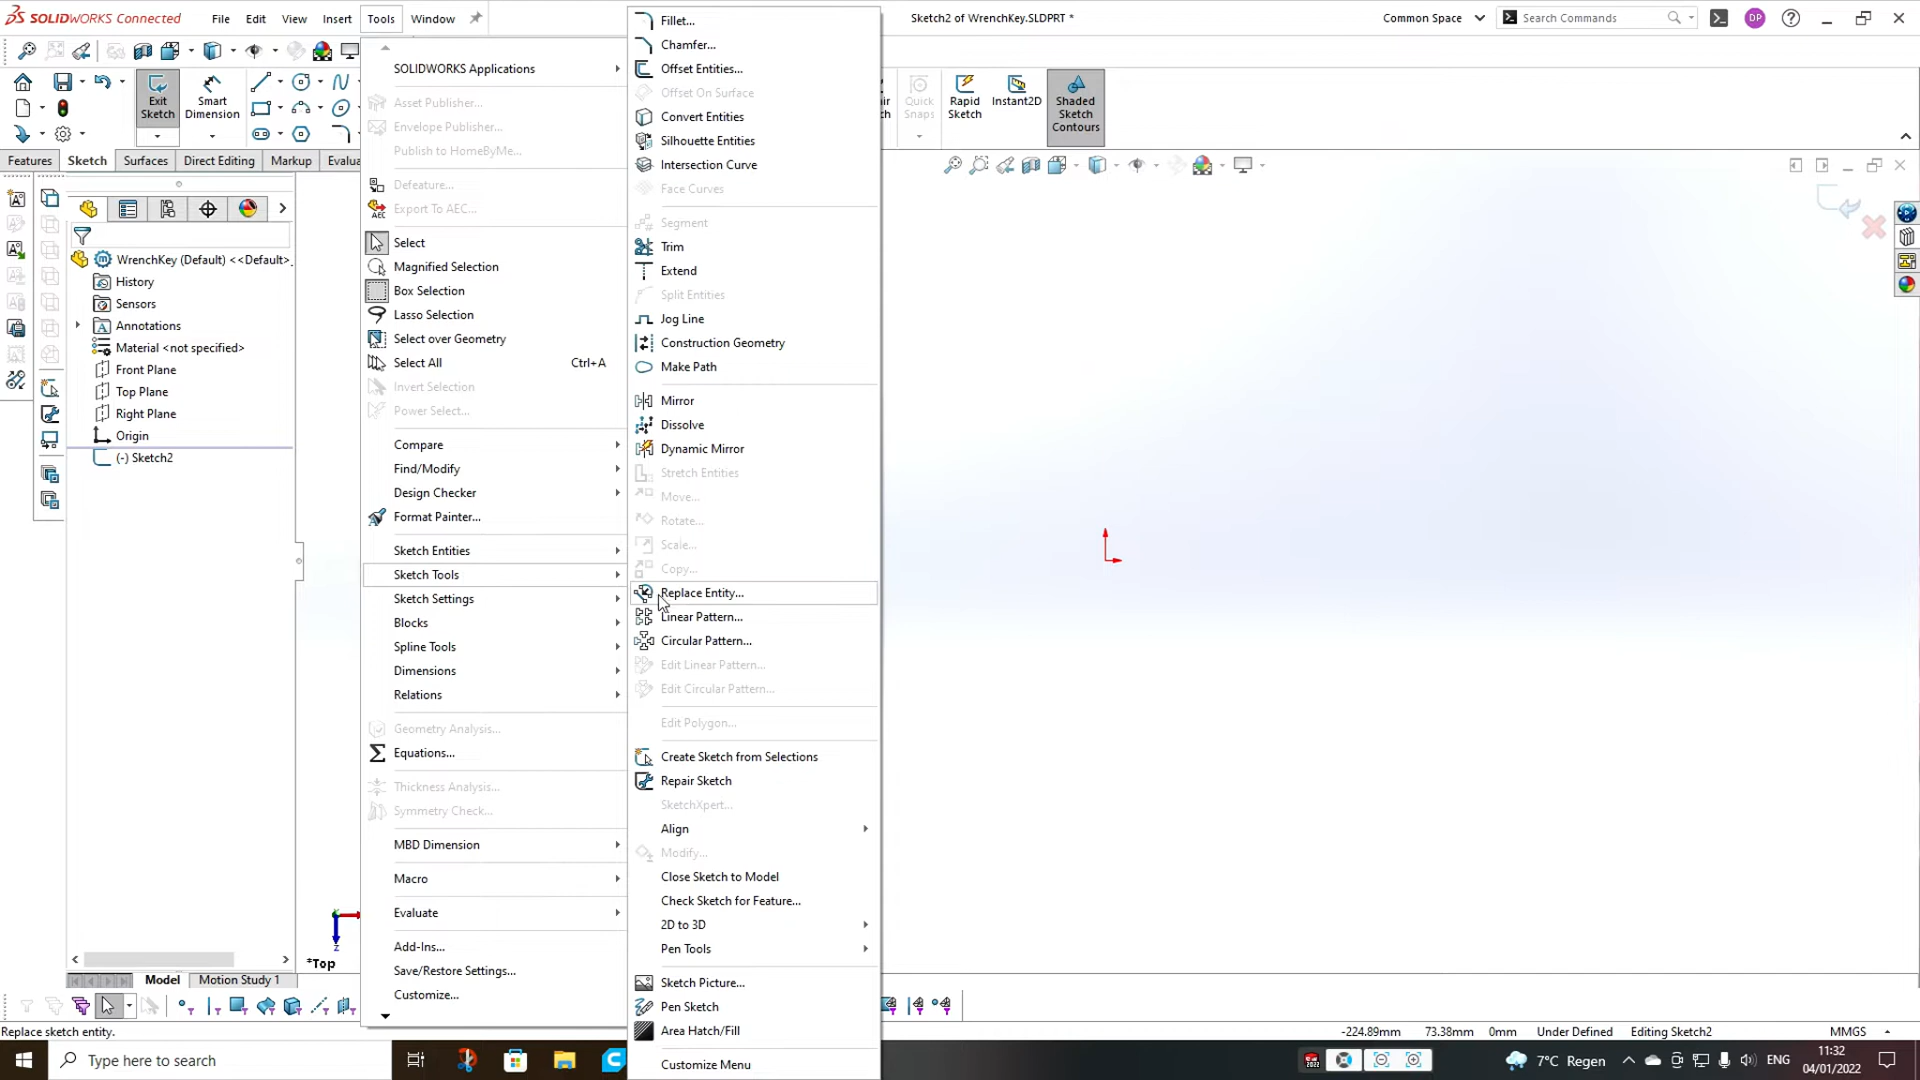 SOLIDWORKS Connected
File Edit View Insert Tools Window
Sketch2 of WrenchKey.SLDPRT *
Common Space
Search Commands
DP
Exit Sketch
Smart Dimension
Quick Snaps
Rapid Sketch
Instant2D
Shaded Sketch Contours
Features Sketch Surfaces Direct Editing Markup
WrenchKey (Default) <<Default>_
History
Sensors
Annotations
Material <not specified>
Front Plane
Top Plane
Right Plane
Origin
(-) Sketch2
SOLIDWORKS Applications
Asset Publisher...
Envelope Publisher...
Publish to HomeByMe...
Defeature...
Export To AEC...
Select
Magnified Selection
Box Selection
Lasso Selection
Select over Geometry
Select All Ctrl+A
Invert Selection
Power Select...
Compare
Find/Modify
Design Checker
Format Painter...
Sketch Entities
Sketch Tools
Sketch Settings
Blocks
Spline Tools
Dimensions
Relations
Geometry Analysis...
Equations...
Thickness Analysis...
Symmetry Check...
MBD Dimension
Macro
Evaluate
Add-Ins...
Save/Restore Settings...
Customize...
Fillet...
Chamfer...
Offset Entities...
Offset On Surface
Convert Entities
Silhouette Entities
Intersection Curve
Face Curves
Segment
Trim
Extend
Split Entities
Jog Line
Construction Geometry
Make Path
Mirror
Dissolve
Dynamic Mirror
Stretch Entities
Move...
Rotate...
Scale...
Copy...
Replace Entity...
Linear Pattern...
Circular Pattern...
Edit Linear Pattern...
Edit Circular Pattern...
Edit Polygon...
Create Sketch from Selections
Repair Sketch
SketchXpert...
Align
Modify...
Close Sketch to Model
Check Sketch for Feature...
2D to 3D
Pen Tools
Sketch Picture...
Pen Sketch
Area Hatch/Fill
Customize Menu
Z
*Top
Model Motion Study 1
Replace sketch entity.
-224.89mm 73.38mm 0mm Under Defined Editing Sketch2 MMGS
Type here to search
7°C Regen
ENG
11:32
04/01/2022